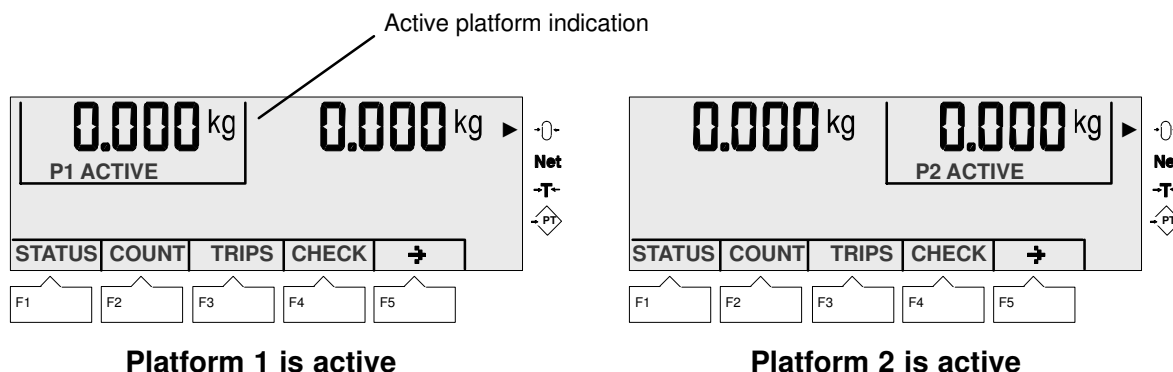 Active platform indication
0.000 kg 0.000 kg
P1 ACTIVE
Net
T
PT
STATUS COUNT TRIPS CHECK
F1 F2 F3 F4 F5
Platform 1 is active
0.000 kg 0.000 kg
P2 ACTIVE
Ne
T
PT
STATUS COUNT TRIPS CHECK
F1 F2 F3 F4 F5
Platform 2 is active